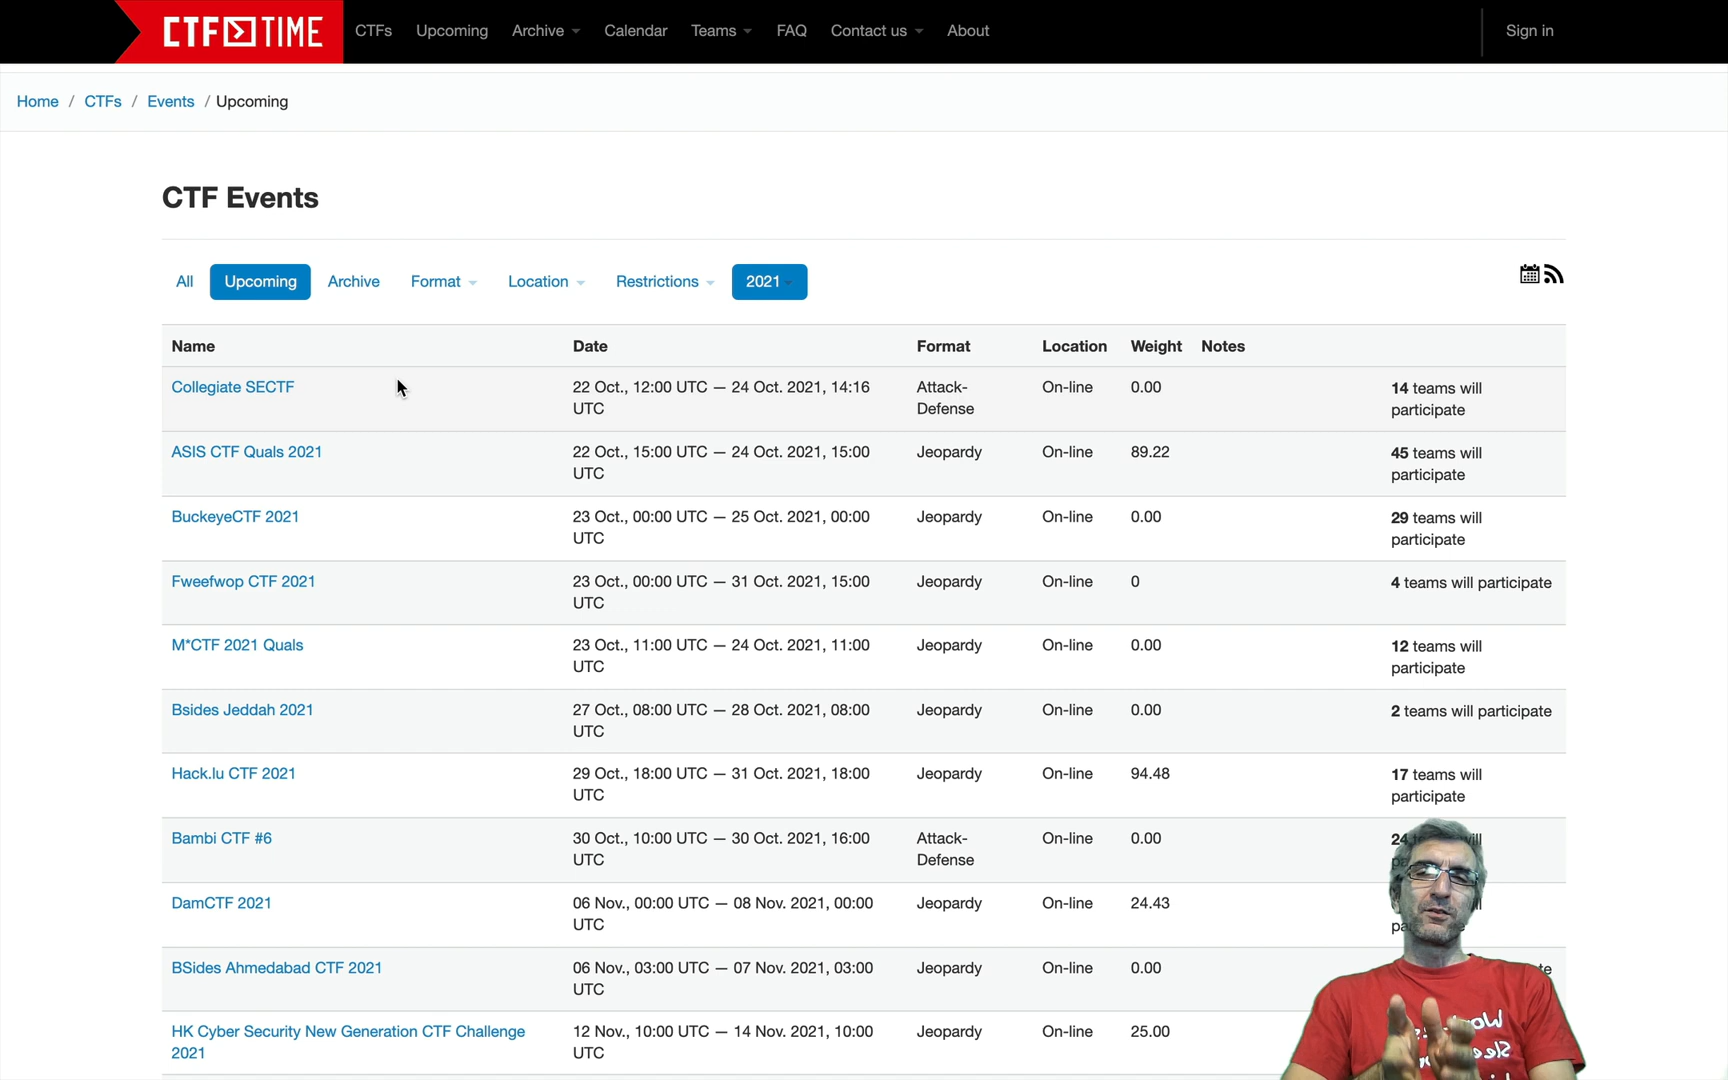 CTF TIME CTFs Upcoming Archive Calendar Teams FAQ Contact us About Sign in
Home / CTFs / Events / Upcoming
CTF Events
All Upcoming Archive Format Location Restrictions 2021
Name Date Format Location Weight Notes
Collegiate SECTF 22 Oct., 12:00 UTC — 24 Oct. 2021, 14:16 Attack- On-line 0.00 14 teams will
UTC Defense participate
ASIS CTF Quals 2021 22 Oct., 15:00 UTC — 24 Oct. 2021, 15:00 Jeopardy On-line 89.22 45 teams will
UTC participate
BuckeyeCTF 2021 23 Oct., 00:00 UTC — 25 Oct. 2021, 00:00 Jeopardy On-line 0.00 29 teams will
UTC participate
Fweefwop CTF 2021 23 Oct., 00:00 UTC — 31 Oct. 2021, 15:00 Jeopardy On-line 0 4 teams will participate
UTC
M*CTF 2021 Quals 23 Oct., 11:00 UTC — 24 Oct. 2021, 11:00 Jeopardy On-line 0.00 12 teams will
UTC participate
Bsides Jeddah 2021 27 Oct., 08:00 UTC — 28 Oct. 2021, 08:00 Jeopardy On-line 0.00 2 teams will participate
UTC
Hack.lu CTF 2021 29 Oct., 18:00 UTC — 31 Oct. 2021, 18:00 Jeopardy On-line 94.48 17 teams will
UTC participate
Bambi CTF #6 30 Oct., 10:00 UTC — 30 Oct. 2021, 16:00 Attack- On-line 0.00 24
UTC Defense
DamCTF 2021 06 Nov., 00:00 UTC — 08 Nov. 2021, 00:00 Jeopardy On-line 24.43
UTC
BSides Ahmedabad CTF 2021 06 Nov., 03:00 UTC — 07 Nov. 2021, 03:00 Jeopardy On-line 0.00
UTC
HK Cyber Security New Generation CTF Challenge 12 Nov., 10:00 UTC — 14 Nov. 2021, 10:00 Jeopardy On-line 25.00
2021 UTC